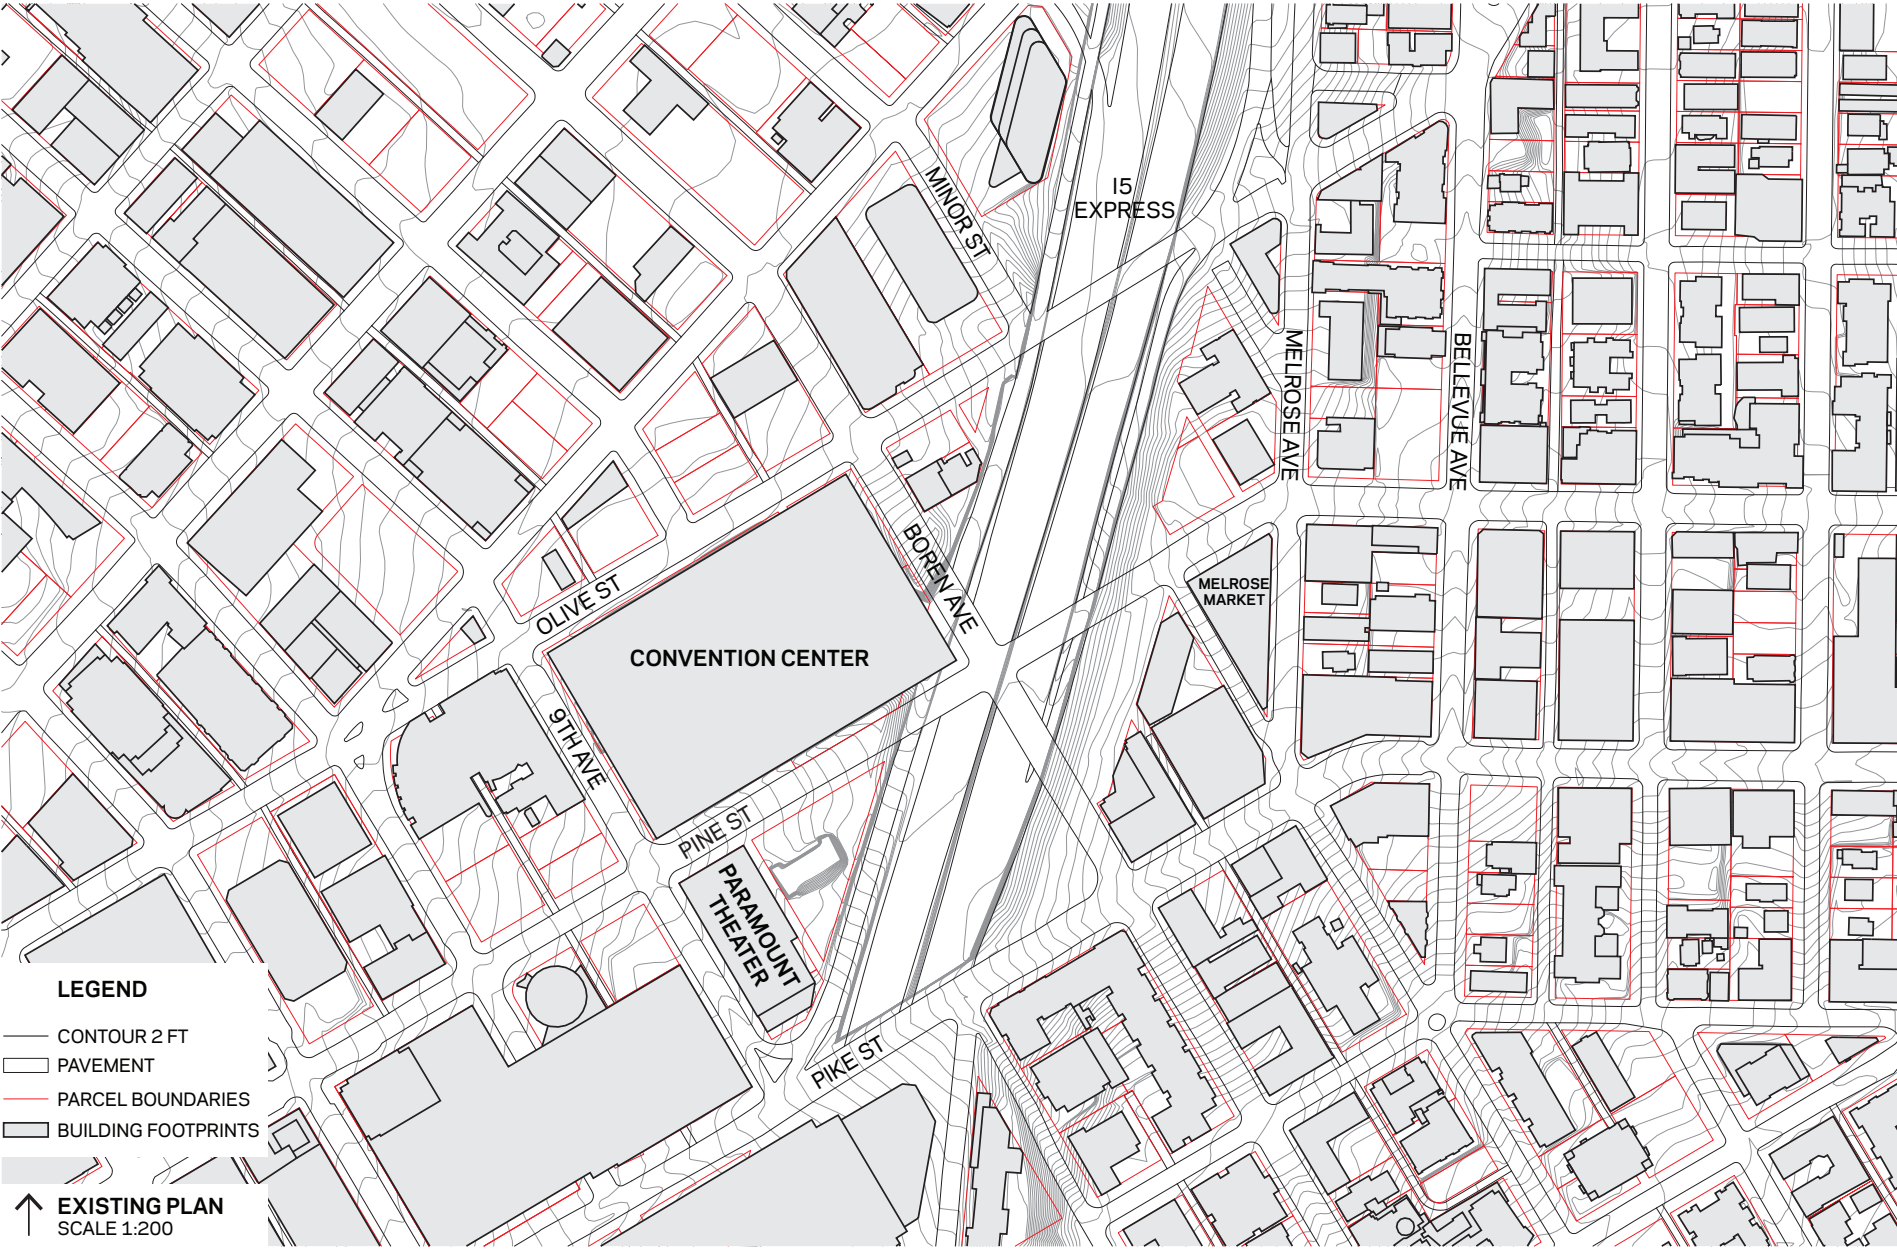 MINOR ST
I5
EXPRESS
MELROSE AVE
BELLEVUE AVE
BOREN AVE
OLIVE ST
MELROSE
MARKET
CONVENTION CENTER
9TH AVE
PINE ST
PARAMOUNT
THEATER
PIKE ST
LEGEND
CONTOUR 2 FT
PAVEMENT
PARCEL BOUNDARIES
BUILDING FOOTPRINTS
EXISTING PLAN
SCALE 1:200